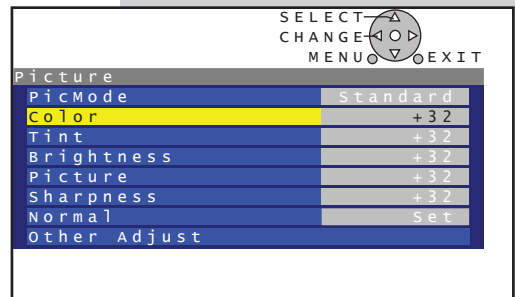 SELECT
CHANGE
MENU EXIT
Picture
PicMode Standard
Color +32
Tint +32
Brightness +32
Picture +32
Sharpness +32
Normal Set
Other Adjust